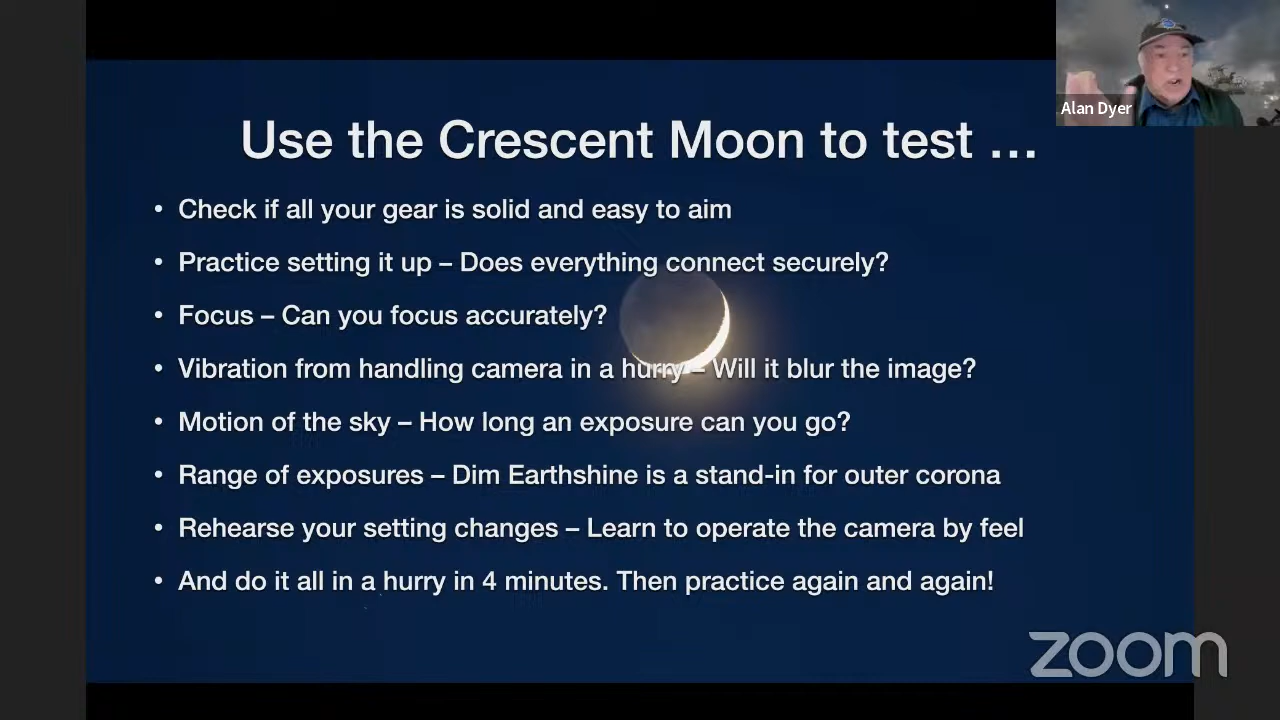 Alan Dyer
Use the Crescent Moon to test …
• Check if all your gear is solid and easy to aim
• Practice setting it up – Does everything connect securely?
• Focus – Can you focus accurately?
• Vibration from handling camera in a hurry – Will it blur the image?
• Motion of the sky – How long an exposure can you go?
• Range of exposures – Dim Earthshine is a stand-in for outer corona
• Rehearse your setting changes – Learn to operate the camera by feel
• And do it all in a hurry in 4 minutes. Then practice again and again!
zoom